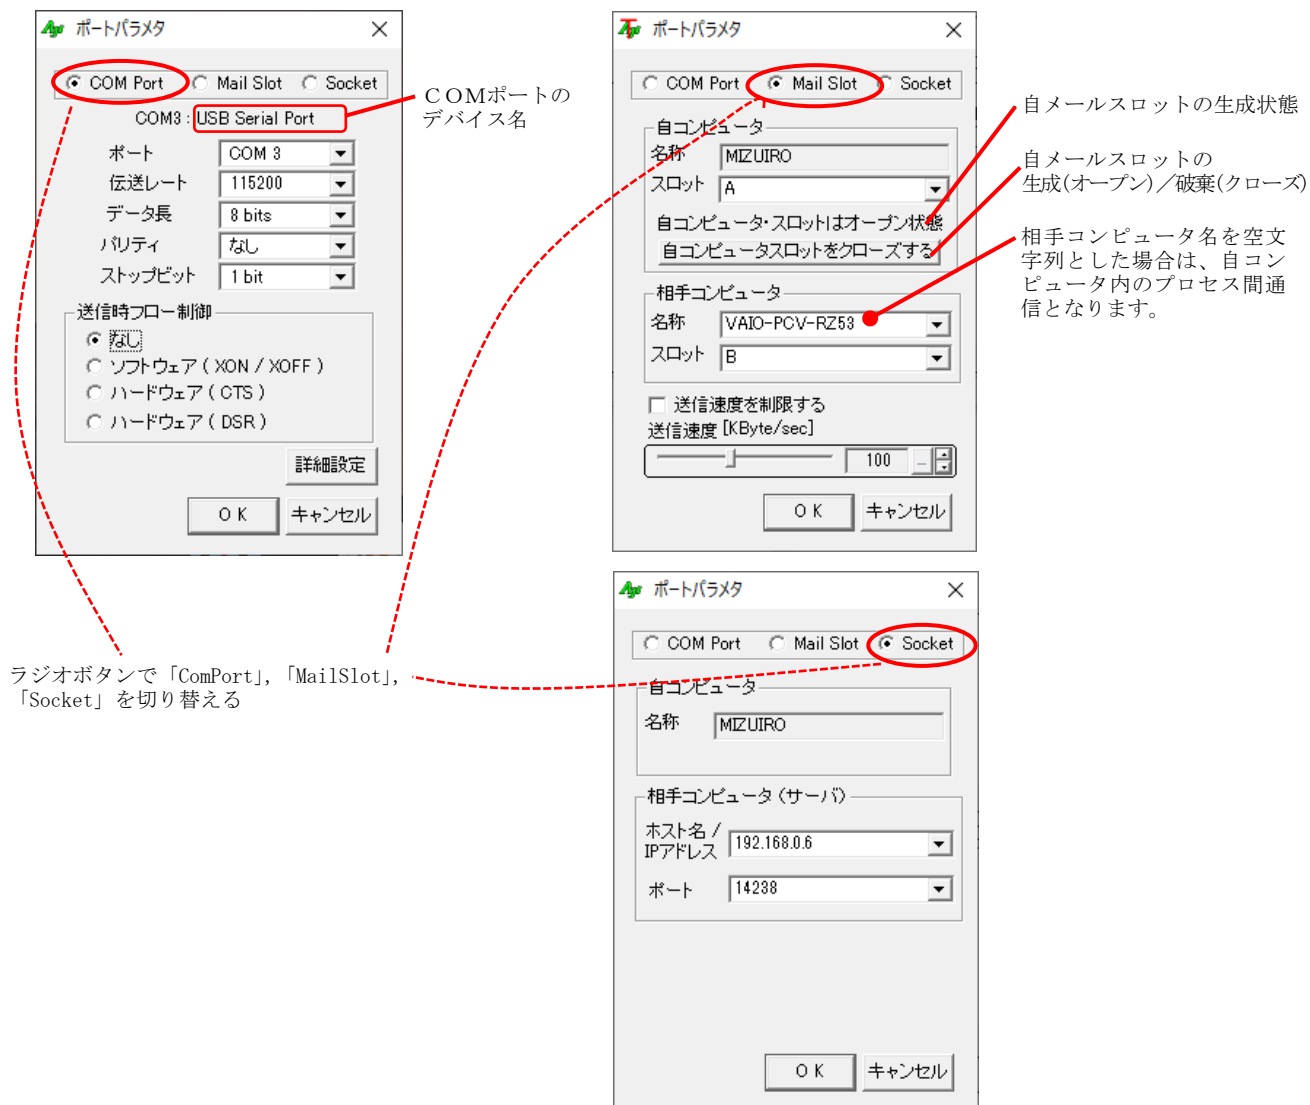 Agi ポートパラメタ
COM Port Mail Slot Socket
COM3 : USB Serial Port
ポート COM 3
伝送レート 115200
データ長 8 bits
パリティ なし
ストップビット 1 bit
送信時フロー制御
なし
ソフトウェア ( XON / XOFF )
ハードウェア ( CTS )
ハードウェア ( DSR )
詳細設定
O K キャンセル
COMポートの
デバイス名
ポートパラメタ
COM Port Mail Slot Socket
自コンピュータ
名称 MIZUIRO
スロット A
自コンピュータ・スロットはオープン状態
自コンピュータスロットをクローズする
相手コンピュータ
名称 VAIO-PCV-RZ53
スロット B
送信速度を制限する
送信速度 [KByte/sec]
100 ...
O K キャンセル
自メールスロットの生成状態
自メールスロットの
生成(オープン)／破棄(クローズ)
相手コンピュータ名を空文
字列とした場合は、自コン
ピュータ内のプロセス間通
信となります。
Agi ポートパラメタ
COM Port Mail Slot Socket
自コンピュータ
名称 MIZUIRO
相手コンピュータ (サーバ)
ホスト名 /
IPアドレス 192.168.0.6
ポート 14238
O K キャンセル
ラジオボタンで「ComPort」,「MailSlot」,
「Socket」を切り替える